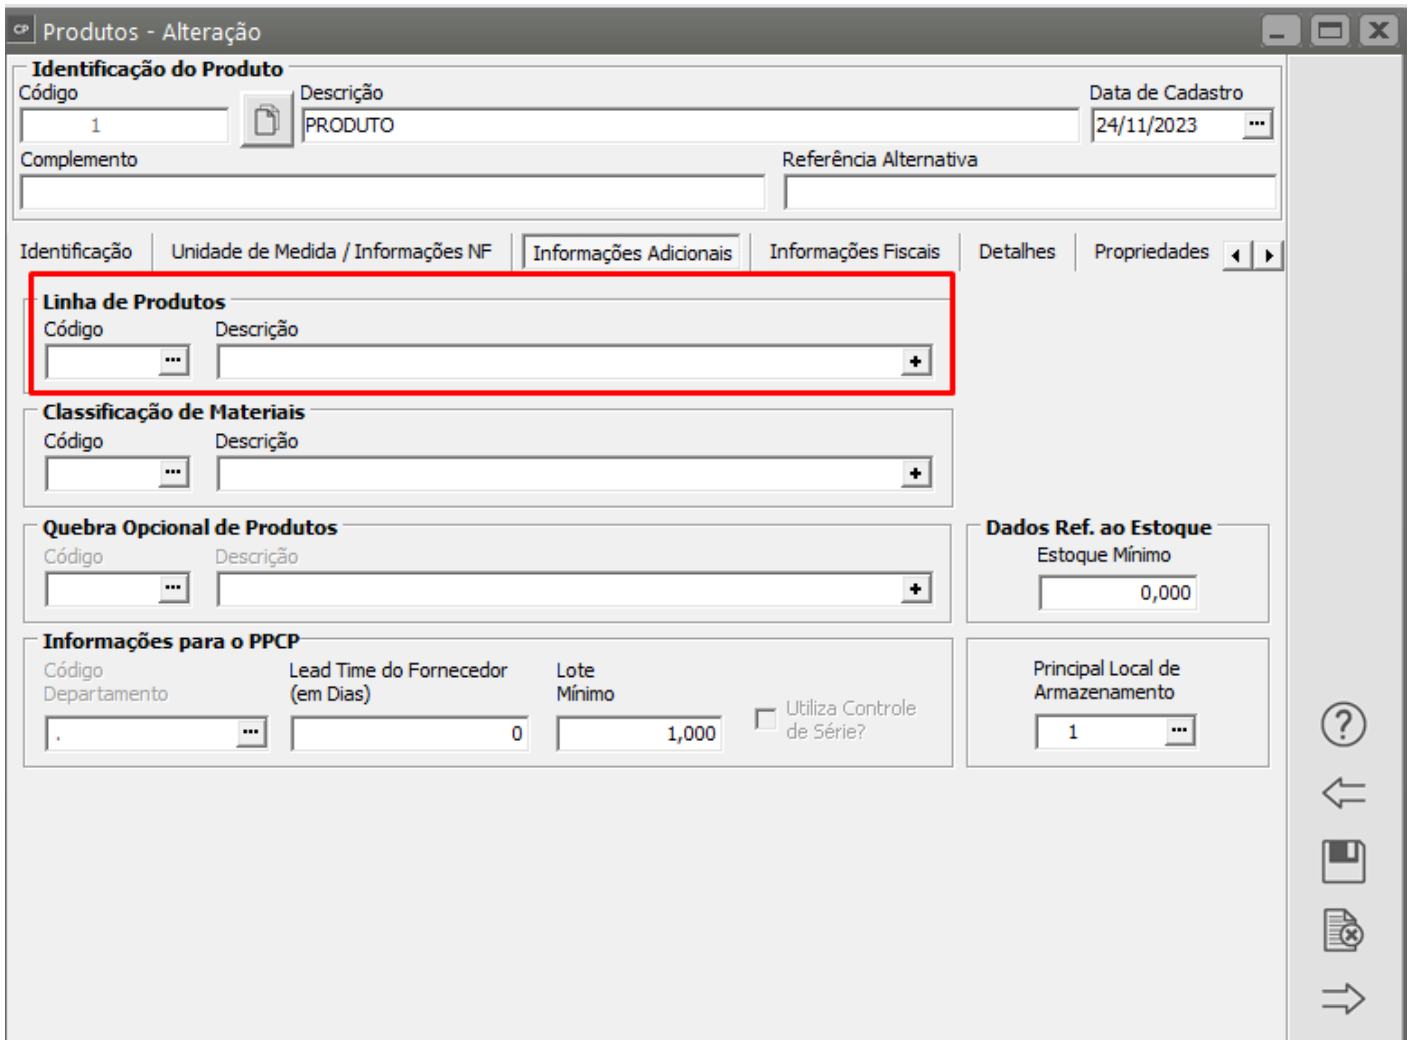 CP Produtos - Alteração
Identificação do Produto
Código Descrição Data de Cadastro
1 PRODUTO 24/11/2023 ...
Complemento Referência Alternativa
Identificação Unidade de Medida / Informações NF Informações Adicionais Informações Fiscais Detalhes Propriedades
Linha de Produtos
Código Descrição
... +
Classificação de Materiais
Código Descrição
... +
Quebra Opcional de Produtos
Código Descrição
... +
Dados Ref. ao Estoque
Estoque Mínimo
0,000
Informações para o PPCP
Código
Departamento
. ...
Lead Time do Fornecedor
(em Dias)
0
Lote
Mínimo
1,000
Utiliza Controle
de Série?
Principal Local de
Armazenamento
1 ...
?